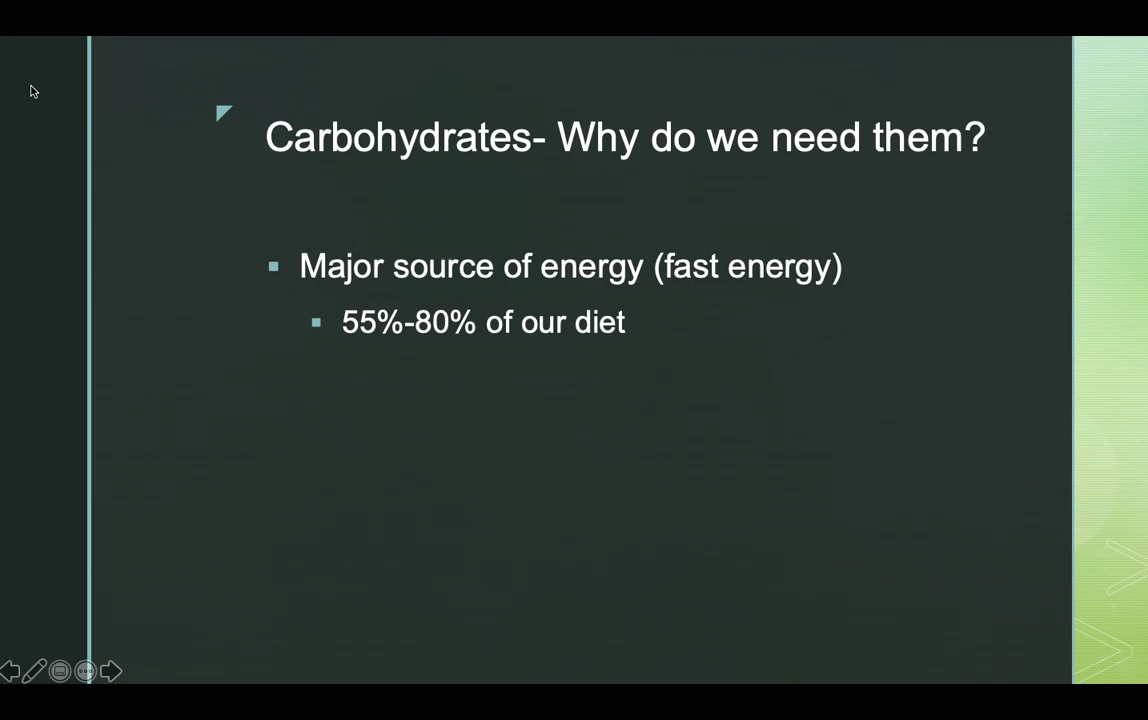 Carbohydrates- Why do we need them?
Major source of energy (fast energy)
55%-80% of our diet